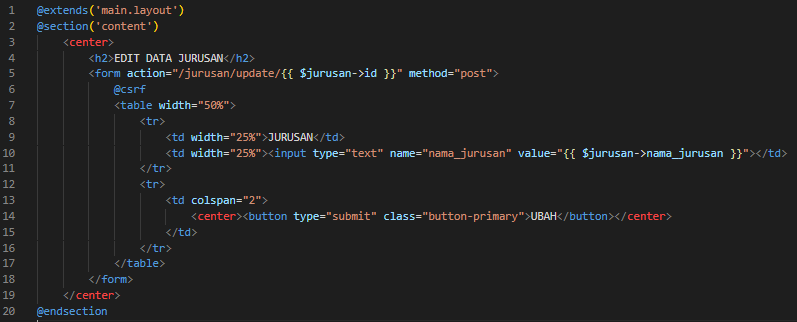 1 @extends('main.layout')
2 @section('content')
3     <center>
4         <h2>EDIT DATA JURUSAN</h2>
5         <form action="/jurusan/update/{{ $jurusan->id }}" method="post">
6             @csrf
7             <table width="50%">
8                 <tr>
9                     <td width="25%">JURUSAN</td>
10                     <td width="25%"><input type="text" name="nama_jurusan" value="{{ $jurusan->nama_jurusan }}"></td>
11                 </tr>
12                 <tr>
13                     <td colspan="2">
14                         <center><button type="submit" class="button-primary">UBAH</button></center>
15                     </td>
16                 </tr>
17             </table>
18         </form>
19     </center>
20 @endsection